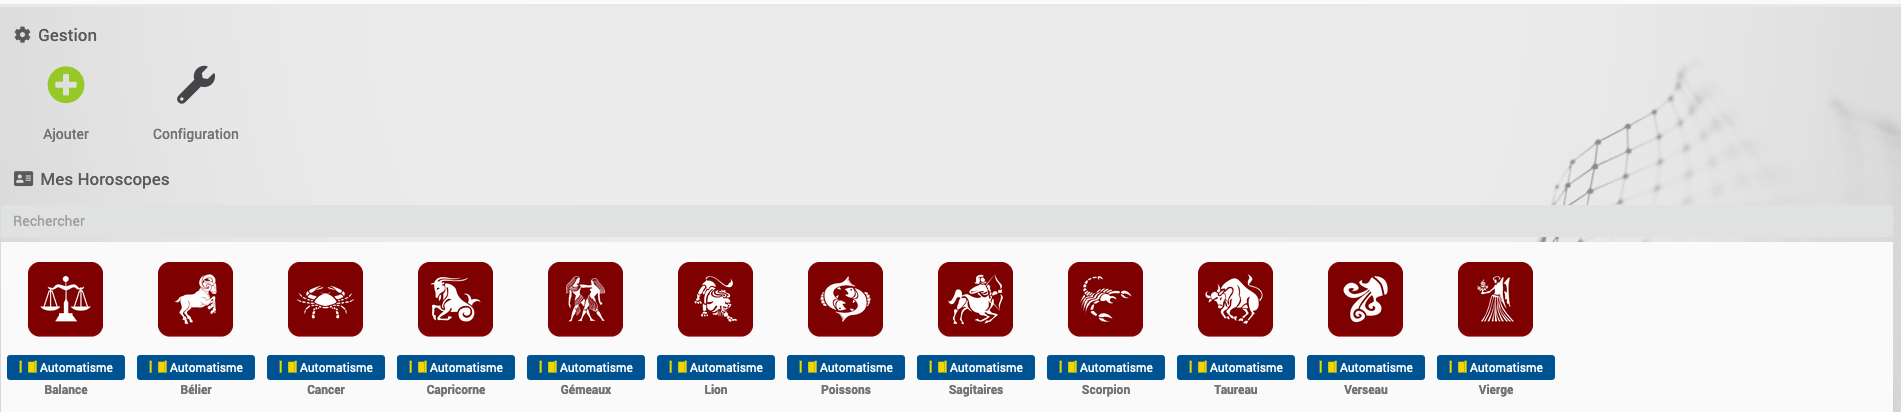 Gestion
Ajouter Configuration
Mes Horoscopes
Rechercher
Automatisme Automatisme Automatisme Automatisme Automatisme Automatisme Automatisme Automatisme Automatisme Automatisme Automatisme Automatisme
Balance Bélier Cancer Capricorne Gémeaux Lion Poissons Sagitaires Scorpion Taureau Verseau Vierge